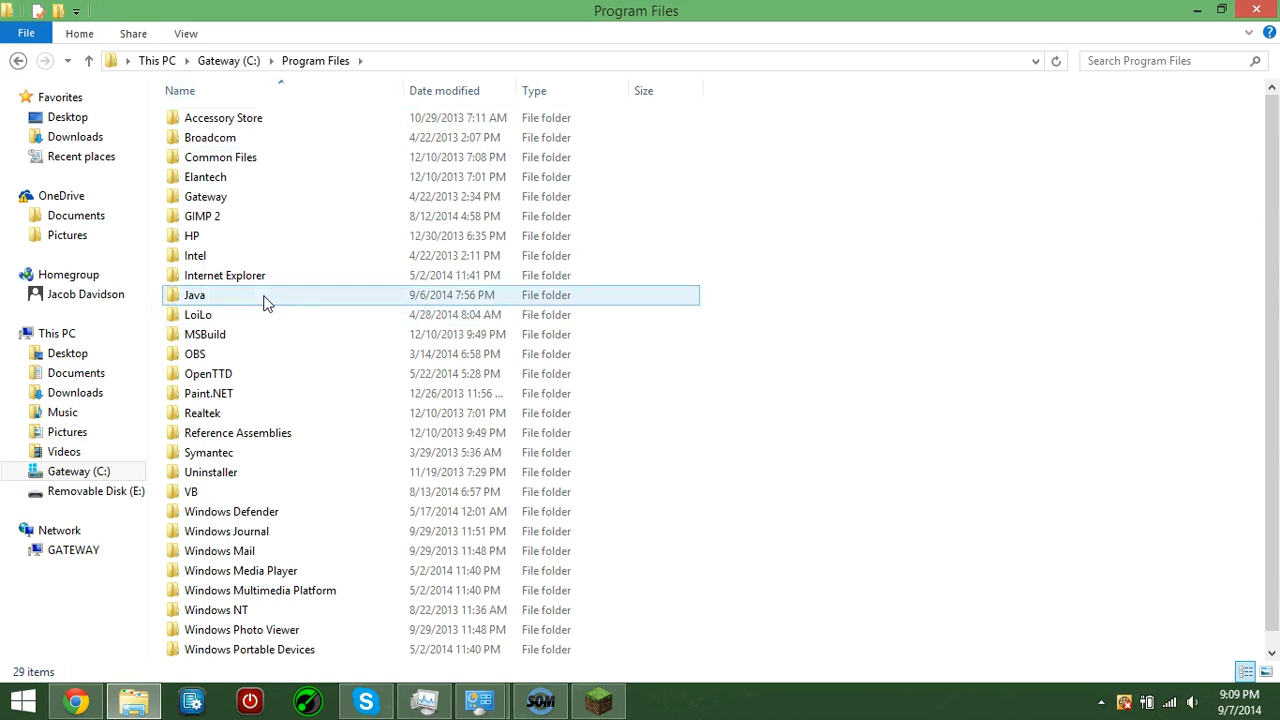 Program Files
File Home Share View
This PC Gateway (C:) Program Files
Search Program Files
Name Date modified Type Size
Favorites
Desktop
Downloads
Recent places
OneDrive
Documents
Pictures
Homegroup
Jacob Davidson
This PC
Desktop
Documents
Downloads
Music
Pictures
Videos
Gateway (C:)
Removable Disk (E:)
Network
GATEWAY
Accessory Store 10/29/2013 7:11 AM File folder
Broadcom 4/22/2013 2:07 PM File folder
Common Files 12/10/2013 7:08 PM File folder
Elantech 12/10/2013 7:01 PM File folder
Gateway 4/22/2013 2:34 PM File folder
GIMP 2 8/12/2014 4:58 PM File folder
HP 12/30/2013 6:35 PM File folder
Intel 4/22/2013 2:11 PM File folder
Internet Explorer 5/2/2014 11:41 PM File folder
Java 9/6/2014 7:56 PM File folder
LoiLo 4/28/2014 8:04 AM File folder
MSBuild 12/10/2013 9:49 PM File folder
OBS 3/14/2014 6:58 PM File folder
OpenTTD 5/22/2014 5:28 PM File folder
Paint.NET 12/26/2013 11:56 ... File folder
Realtek 12/10/2013 7:01 PM File folder
Reference Assemblies 12/10/2013 9:49 PM File folder
Symantec 3/29/2013 5:36 AM File folder
Uninstaller 11/19/2013 7:29 PM File folder
VB 8/13/2014 6:57 PM File folder
Windows Defender 5/17/2014 12:01 AM File folder
Windows Journal 9/29/2013 11:51 PM File folder
Windows Mail 9/29/2013 11:48 PM File folder
Windows Media Player 5/2/2014 11:40 PM File folder
Windows Multimedia Platform 5/2/2014 11:40 PM File folder
Windows NT 8/22/2013 11:36 AM File folder
Windows Photo Viewer 9/29/2013 11:48 PM File folder
Windows Portable Devices 5/2/2014 11:40 PM File folder
29 items
SOM
9:09 PM
9/7/2014